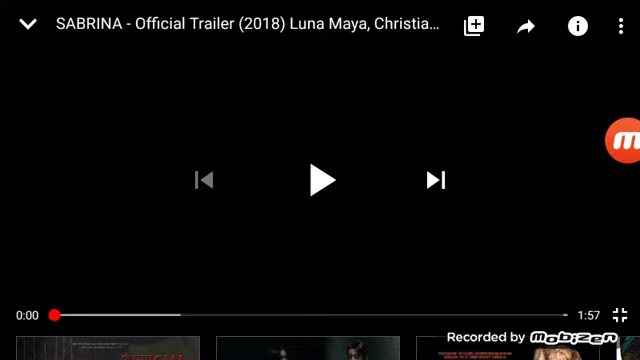 SABRINA - Official Trailer (2018) Luna Maya, Christia...
0:00
1:57
Recorded by mobizen